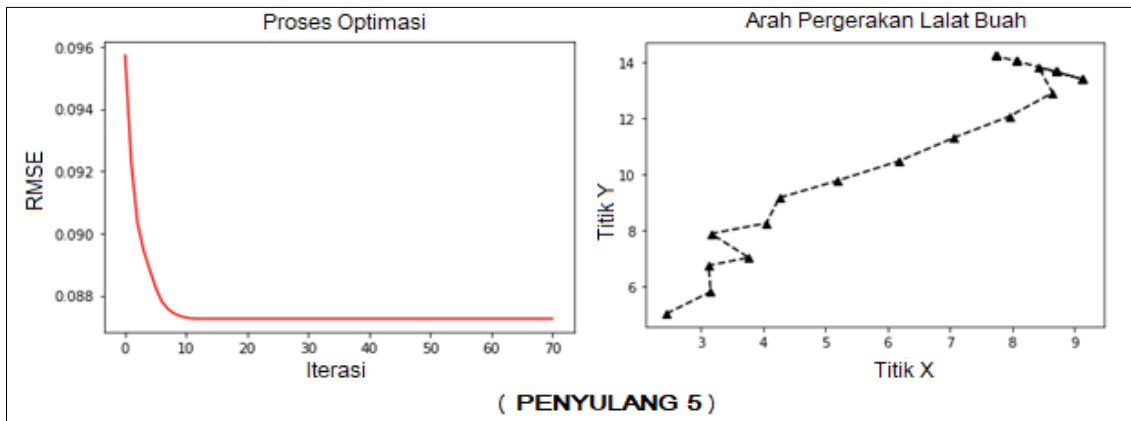 Proses Optimasi
0.096
0.094
0.092
0.090
0.088
RMSE
0 10 20 30 40 50 60 70
Iterasi
Arah Pergerakan Lalat Buah
14
12
10
8
6
Titik Y
3 4 5 6 7 8 9
Titik X
( PENYULANG 5 )